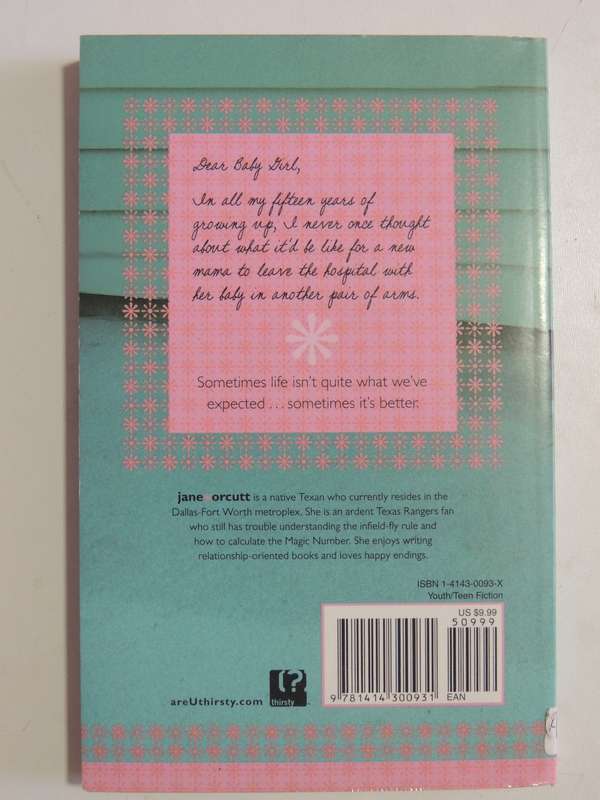 Dear Baby Girl,
In all my fifteen years of
growing up, I never once thought
about what it'd be like for a new
mama to leave the hospital with
her baby in another pair of arms.
Sometimes life isn't quite what we've
expected ... sometimes it's better.
jane orcutt is a native Texan who currently resides in the
Dallas-Fort Worth metroplex. She is an ardent Texas Rangers fan
who still has trouble understanding the infield-fly rule and
how to calculate the Magic Number. She enjoys writing
relationship-oriented books and loves happy endings.
ISBN 1-4143-0093-X
Youth/Teen Fiction
US $9.99
50999
9 781414 300931 EAN
areUthirsty.com
(?
thirsty